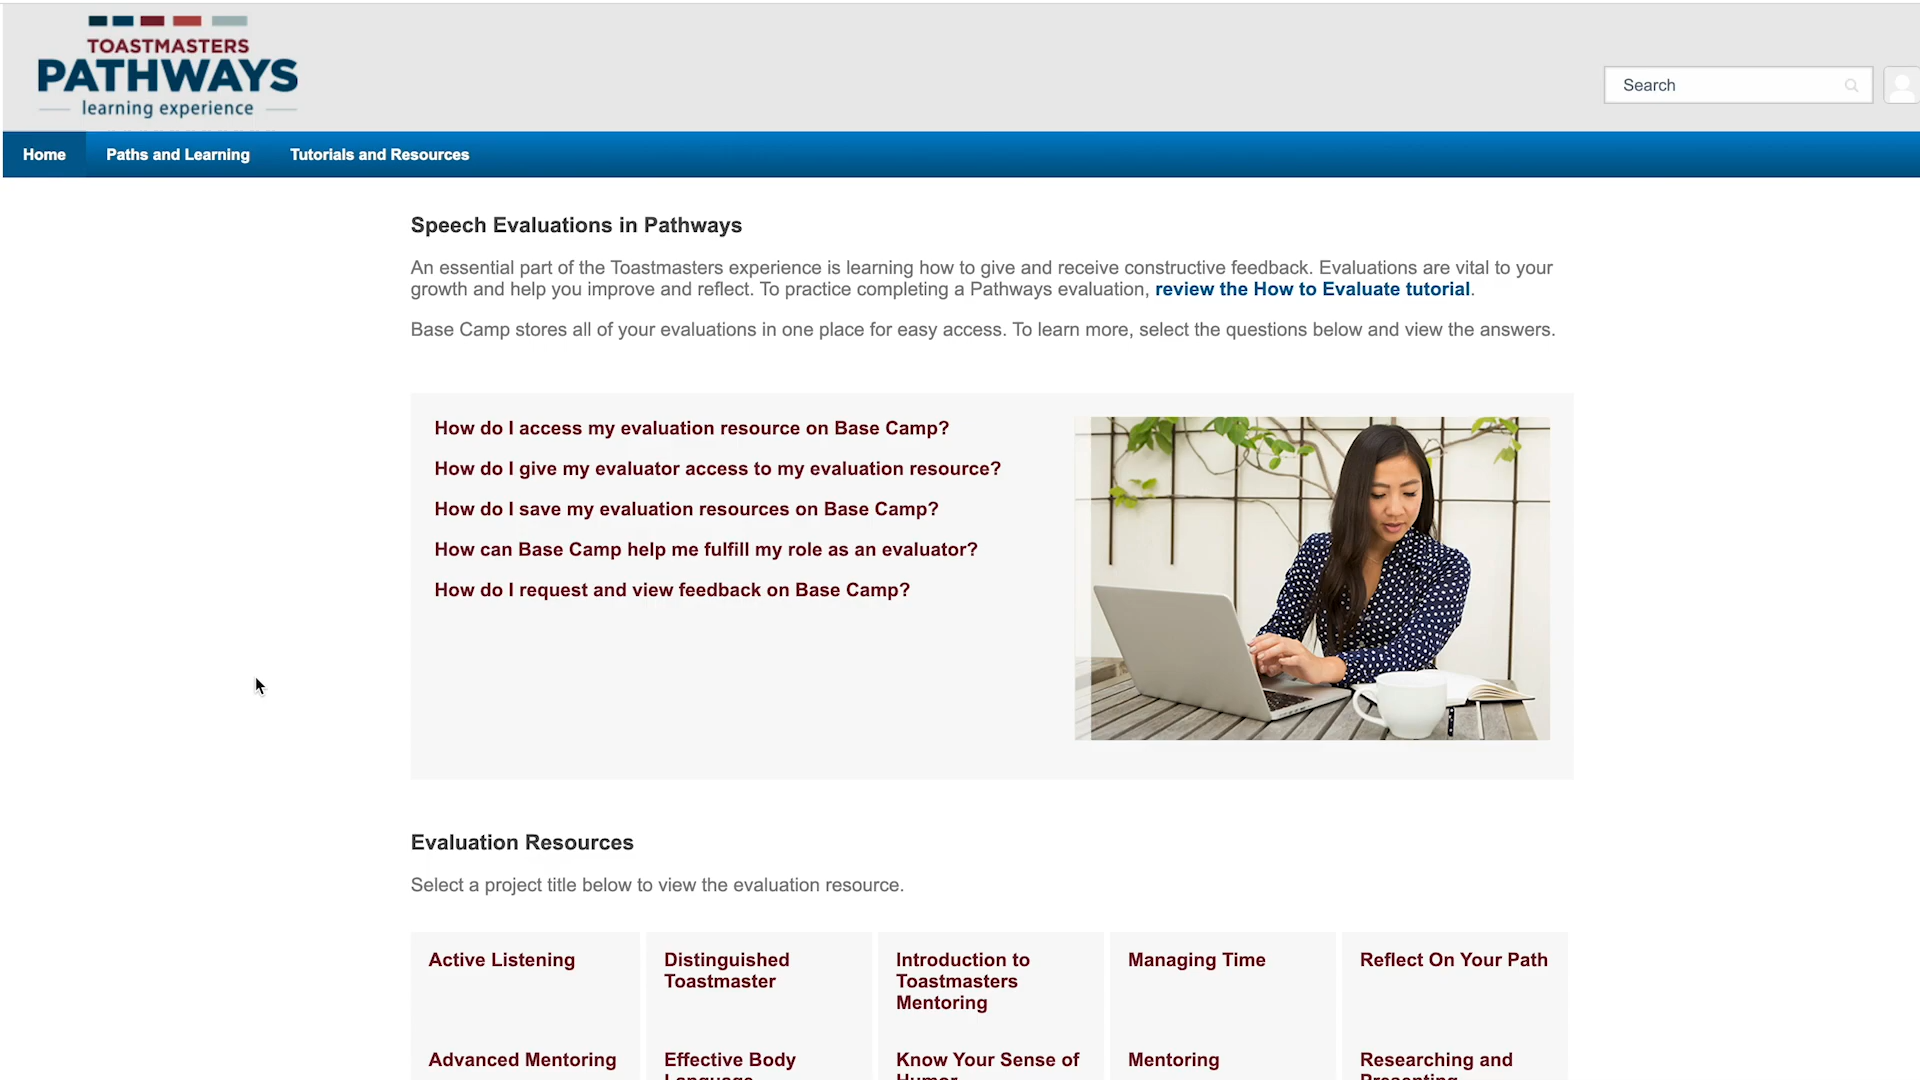 TOASTMASTERS
PATHWAYS
learning experience
Search
Home
Paths and Learning
Tutorials and Resources
Speech Evaluations in Pathways
An essential part of the Toastmasters experience is learning how to give and receive constructive feedback. Evaluations are vital to your
growth and help you improve and reflect. To practice completing a Pathways evaluation, review the How to Evaluate tutorial.
Base Camp stores all of your evaluations in one place for easy access. To learn more, select the questions below and view the answers.
How do I access my evaluation resource on Base Camp?
How do I give my evaluator access to my evaluation resource?
How do I save my evaluation resources on Base Camp?
How can Base Camp help me fulfill my role as an evaluator?
How do I request and view feedback on Base Camp?
Evaluation Resources
Select a project title below to view the evaluation resource.
Active Listening
Distinguished
Toastmaster
Introduction to
Toastmasters
Mentoring
Managing Time
Reflect On Your Path
Advanced Mentoring
Effective Body
Language
Know Your Sense of
Humor
Mentoring
Researching and
Presenting